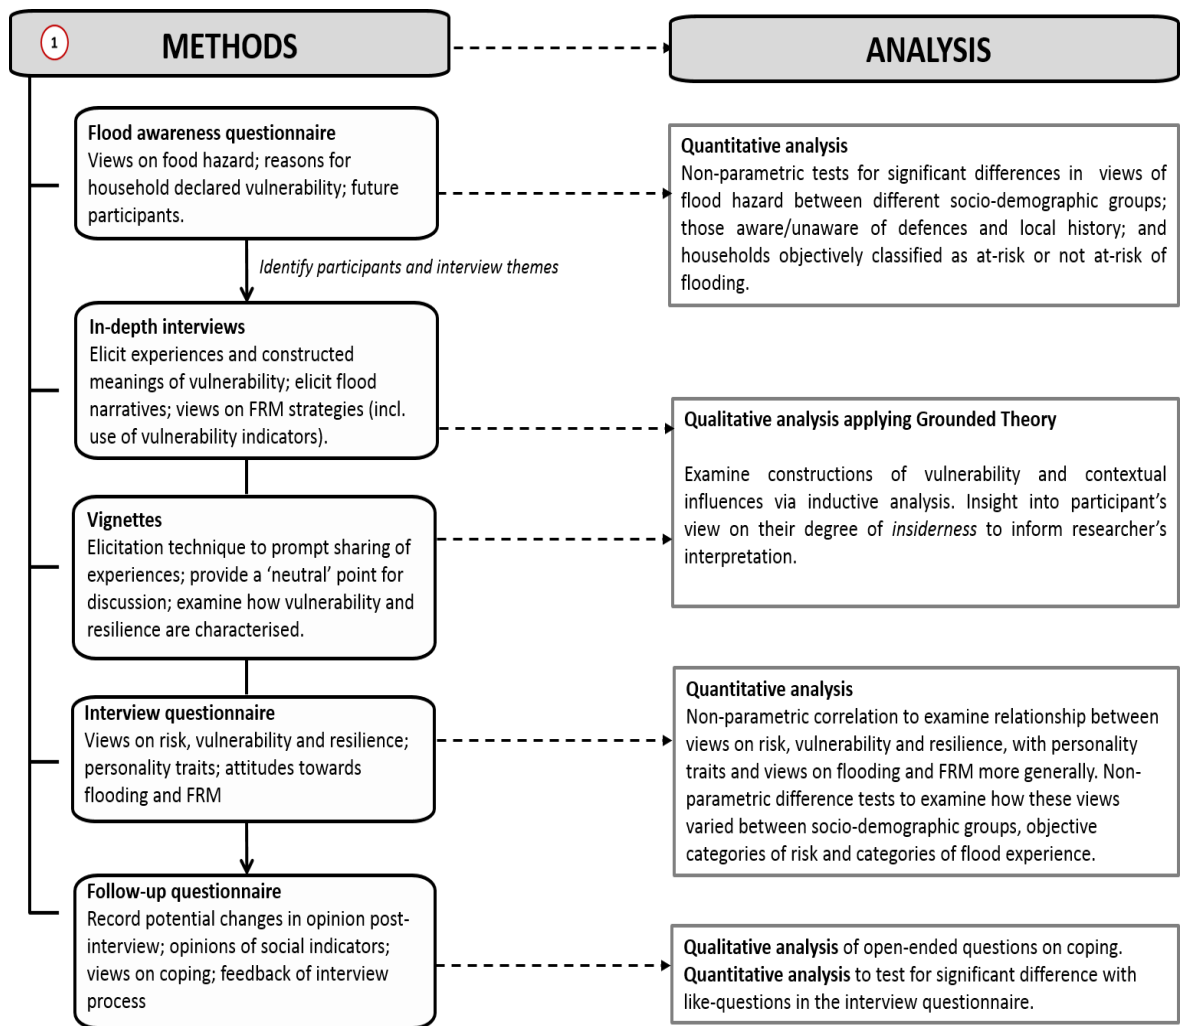 1
METHODS
ANALYSIS
Flood awareness questionnaire
Views on food hazard; reasons for
household declared vulnerability; future
participants.
Quantitative analysis
Non-parametric tests for significant differences in views of
flood hazard between different socio-demographic groups;
those aware/unaware of defences and local history; and
households objectively classified as at-risk or not at-risk of
flooding.
Identify participants and interview themes
In-depth interviews
Elicit experiences and constructed
meanings of vulnerability; elicit flood
narratives; views on FRM strategies (incl.
use of vulnerability indicators).
Qualitative analysis applying Grounded Theory
Examine constructions of vulnerability and contextual
influences via inductive analysis. Insight into participant's
view on their degree of insiderness to inform researcher's
interpretation.
Vignettes
Elicitation technique to prompt sharing of
experiences; provide a 'neutral' point for
discussion; examine how vulnerability and
resilience are characterised.
Interview questionnaire
Views on risk, vulnerability and resilience;
personality traits; attitudes towards
flooding and FRM
Quantitative analysis
Non-parametric correlation to examine relationship between
views on risk, vulnerability and resilience, with personality
traits and views on flooding and FRM more generally. Non-
parametric difference tests to examine how these views
varied between socio-demographic groups, objective
categories of risk and categories of flood experience.
Follow-up questionnaire
Record potential changes in opinion post-
interview; opinions of social indicators;
views on coping; feedback of interview
process
Qualitative analysis of open-ended questions on coping.
Quantitative analysis to test for significant difference with
like-questions in the interview questionnaire.